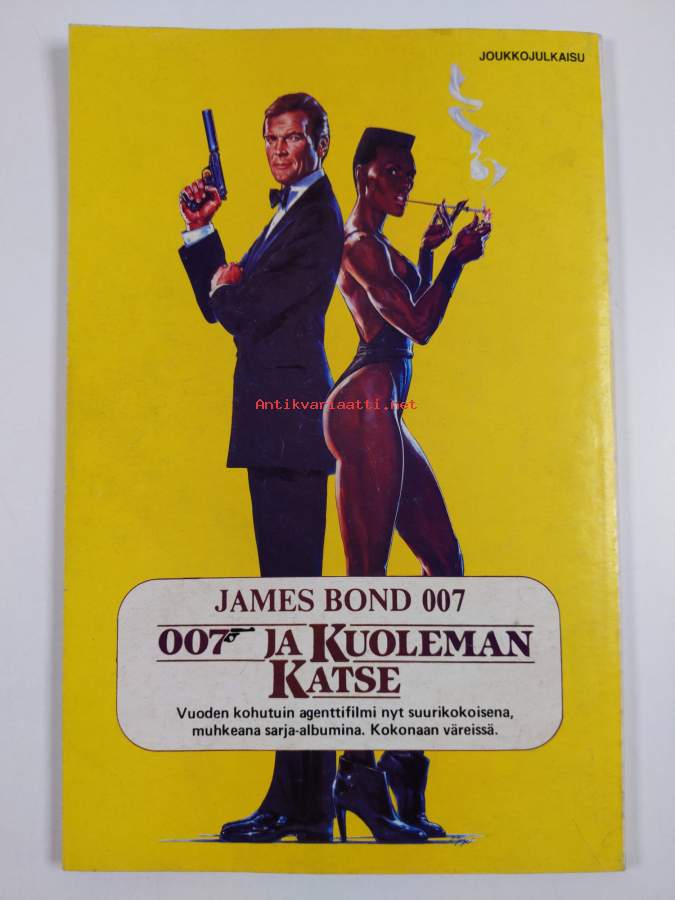 JOUKKOJULKAISU
Antikvariaatti.net
JAMES BOND 007
007 JA KUOLEMAN
KATSE
Vuoden kohutuin agenttifilmi nyt suurikokoisena,
muhkeana sarja-albumina. Kokonaan väreissä.